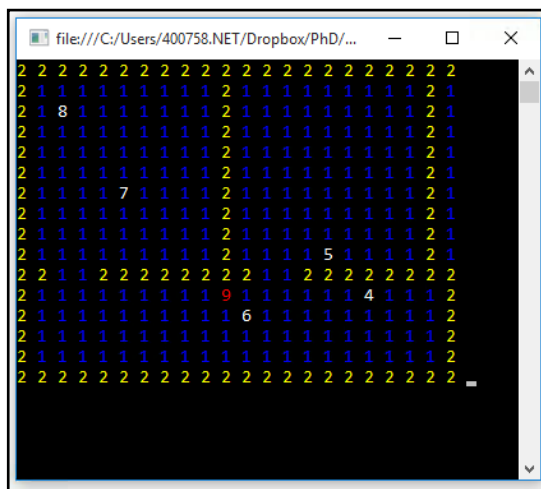 file:///C:/Users/400758.NET/Dropbox/PhD/...
2 2 2 2 2 2 2 2 2 2 2 2 2 2 2 2 2 2 2 2 2 2
2 1 1 1 1 1 1 1 1 1 2 1 1 1 1 1 1 1 1 1 2 1
2 1 8 1 1 1 1 1 1 1 2 1 1 1 1 1 1 1 1 1 2 1
2 1 1 1 1 1 1 1 1 1 2 1 1 1 1 1 1 1 1 1 2 1
2 1 1 1 1 1 1 1 1 1 2 1 1 1 1 1 1 1 1 1 2 1
2 1 1 1 1 1 1 1 1 1 2 1 1 1 1 1 1 1 1 1 2 1
2 1 1 1 1 7 1 1 1 1 2 1 1 1 1 1 1 1 1 1 2 1
2 1 1 1 1 1 1 1 1 1 2 1 1 1 1 1 1 1 1 1 2 1
2 1 1 1 1 1 1 1 1 1 2 1 1 1 1 1 1 1 1 1 2 1
2 1 1 1 1 1 1 1 1 1 2 1 1 1 1 5 1 1 1 1 2 1
2 2 1 1 2 2 2 2 2 2 2 2 1 1 2 2 2 2 2 2 2 2
2 1 1 1 1 1 1 1 1 1 9 1 1 1 1 1 1 4 1 1 1 2
2 1 1 1 1 1 1 1 1 1 1 6 1 1 1 1 1 1 1 1 1 2
2 1 1 1 1 1 1 1 1 1 1 1 1 1 1 1 1 1 1 1 1 2
2 1 1 1 1 1 1 1 1 1 1 1 1 1 1 1 1 1 1 1 1 2
2 2 2 2 2 2 2 2 2 2 2 2 2 2 2 2 2 2 2 2 2 2